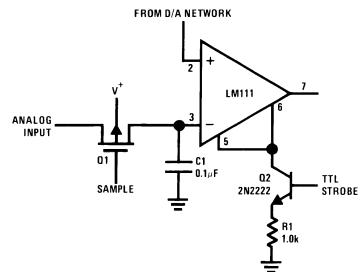 FROM D/A NETWORK
2
+
LM111
7
6
V+
ANALOG
INPUT
3
−
5
Q1
C1
0.1μF
Q2
2N2222
TTL
STROBE
SAMPLE
R1
1.0k